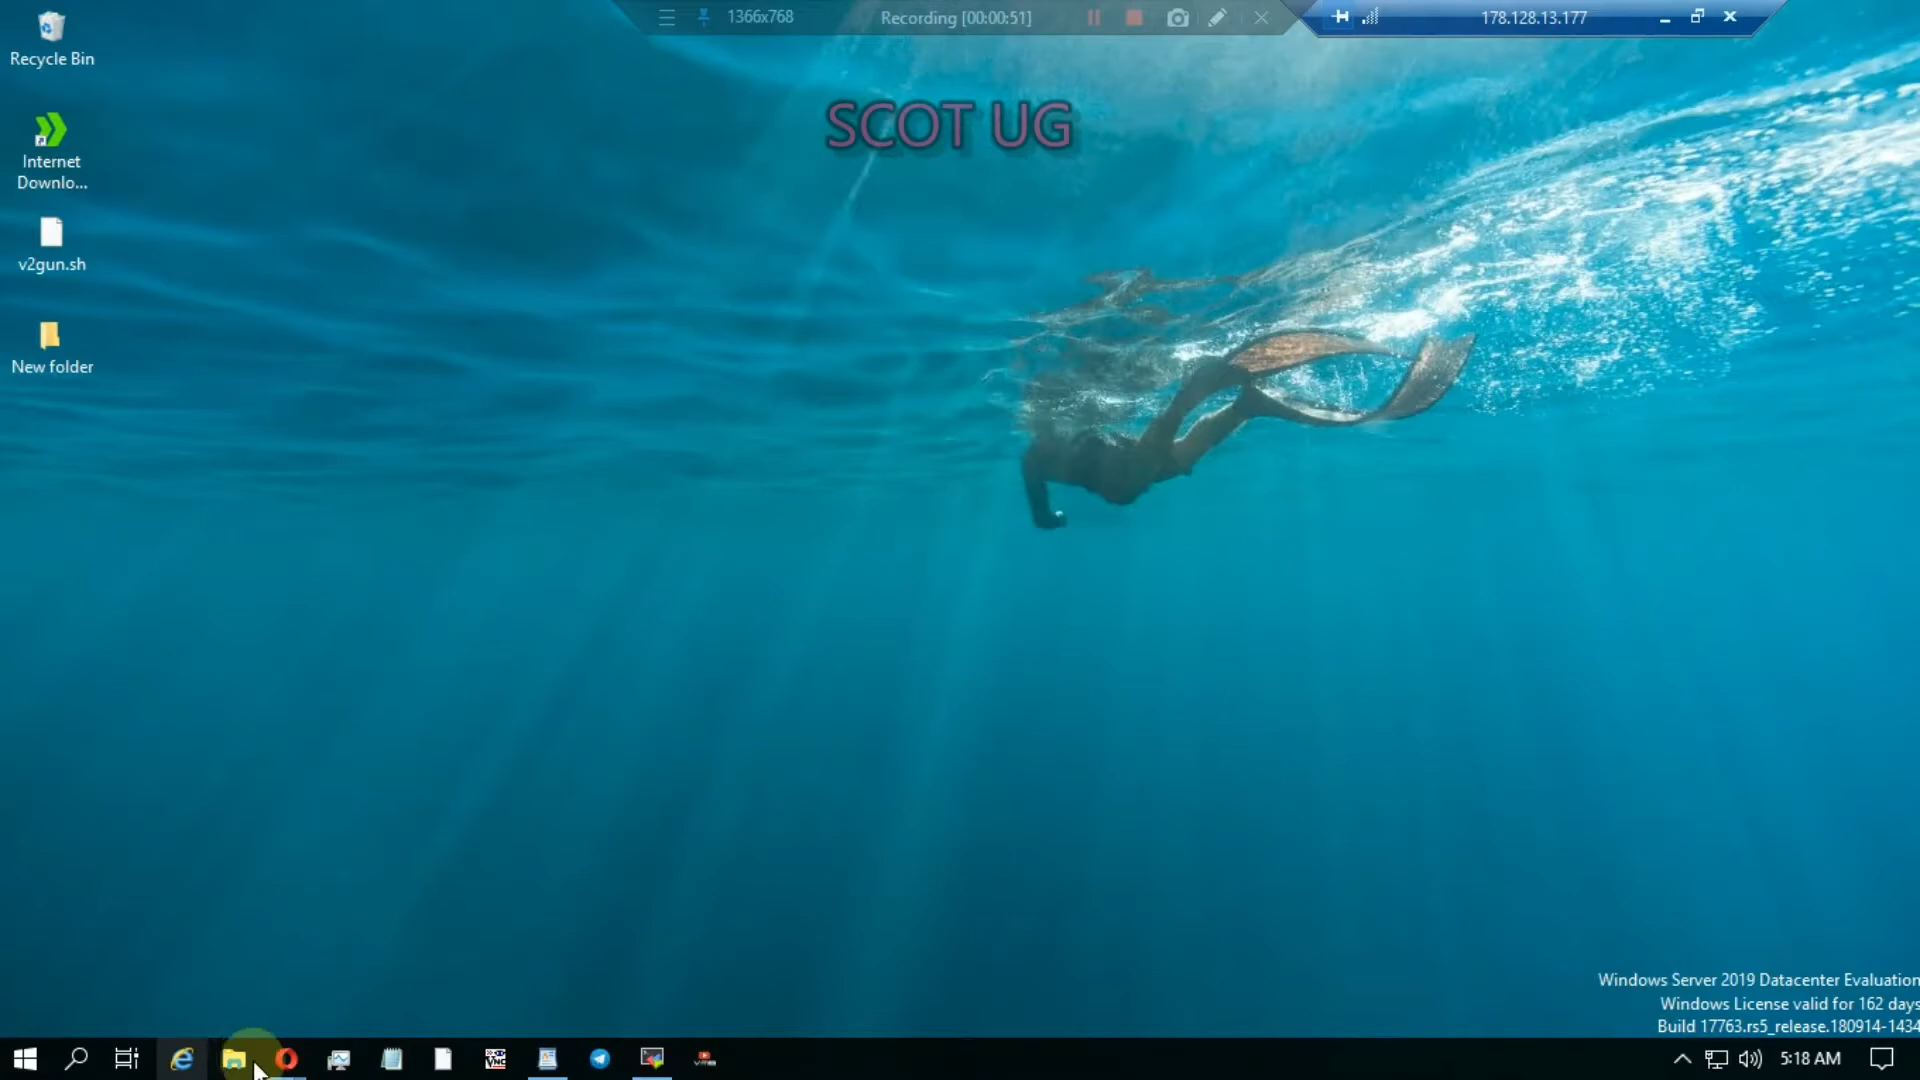 1366x768
Recording [00:00:51]
178.128.13.177
Recycle Bin
SCOT UG
Internet
Downlo...
v2gun.sh
New folder
Windows Server 2019 Datacenter Evaluation
Windows License valid for 162 days
Build 17763.rs5_release.180914-1434
5:18 AM